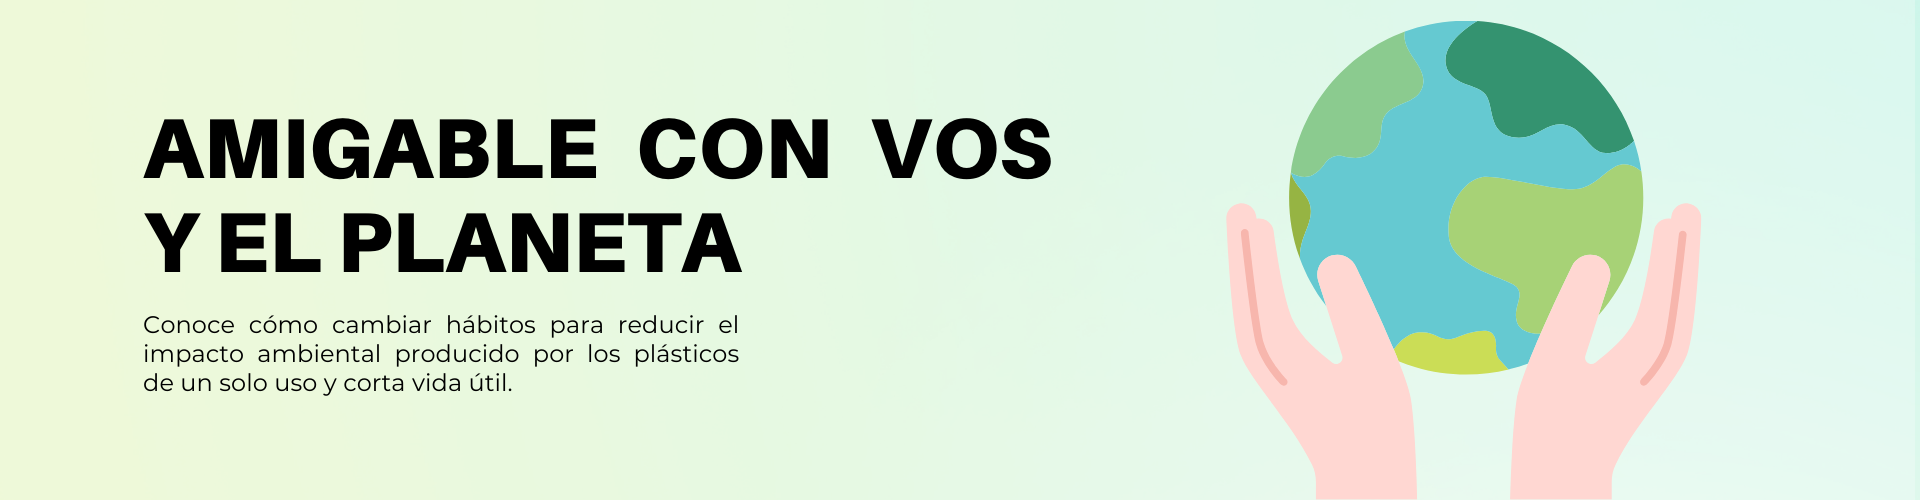 AMIGABLE CON VOS
Y EL PLANETA
Conoce cómo cambiar hábitos para reducir el
impacto ambiental producido por los plásticos
de un solo uso y corta vida útil.